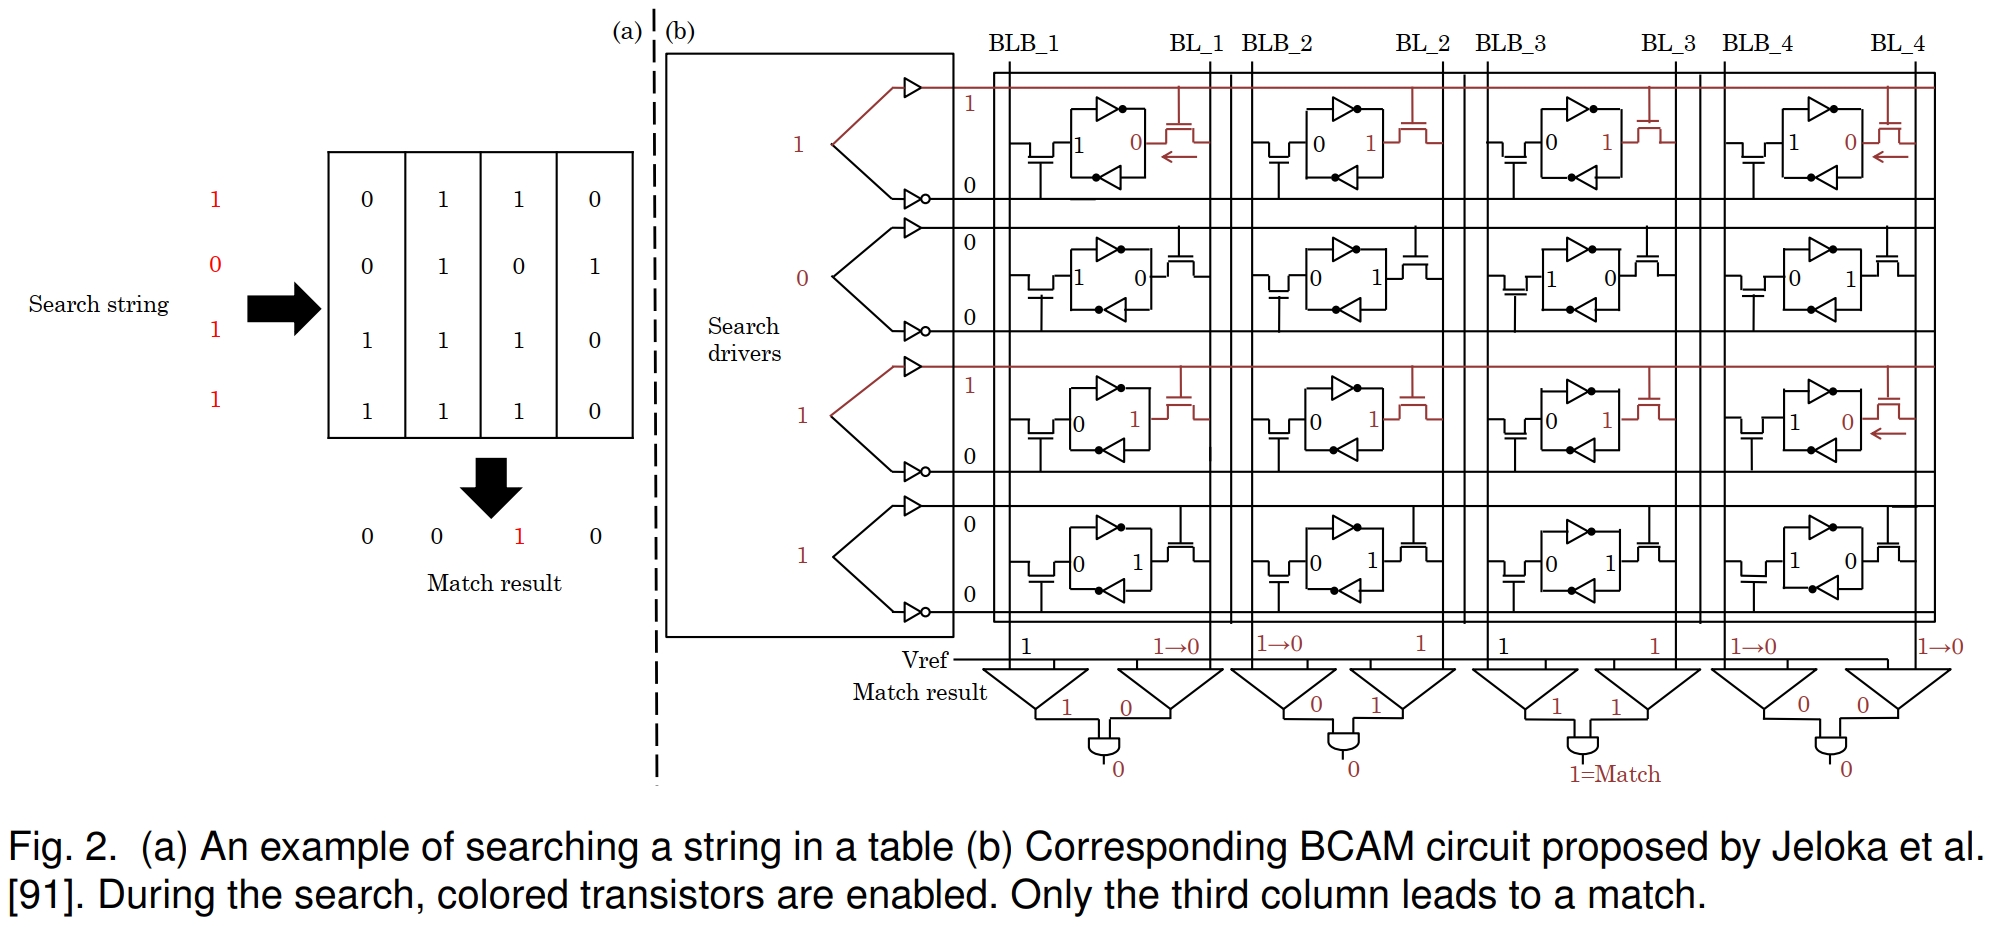 (a) (b)
BLB_1 BL_1 BLB_2 BL_2 BLB_3 BL_3 BLB_4 BL_4
Search string
1
0
1
1
0 1 1 0
0 1 0 1
1 1 1 0
1 1 1 0
0 0 1 0
Match result
Search
drivers
1
0
1
1
1
0
0
0
1
0
0
0
1 0 0 1 0 1 1 0
1 0 0 1 1 0 0 1
0 1 0 1 0 1 1 0
0 1 0 1 0 1 1 0
1 1→0 1→0 1 1 1 1→0 1→0
Vref
Match result
1 0 0 1 1 1 0 0
0 0 1=Match 0
Fig. 2. (a) An example of searching a string in a table (b) Corresponding BCAM circuit proposed by Jeloka et al.
[91]. During the search, colored transistors are enabled. Only the third column leads to a match.